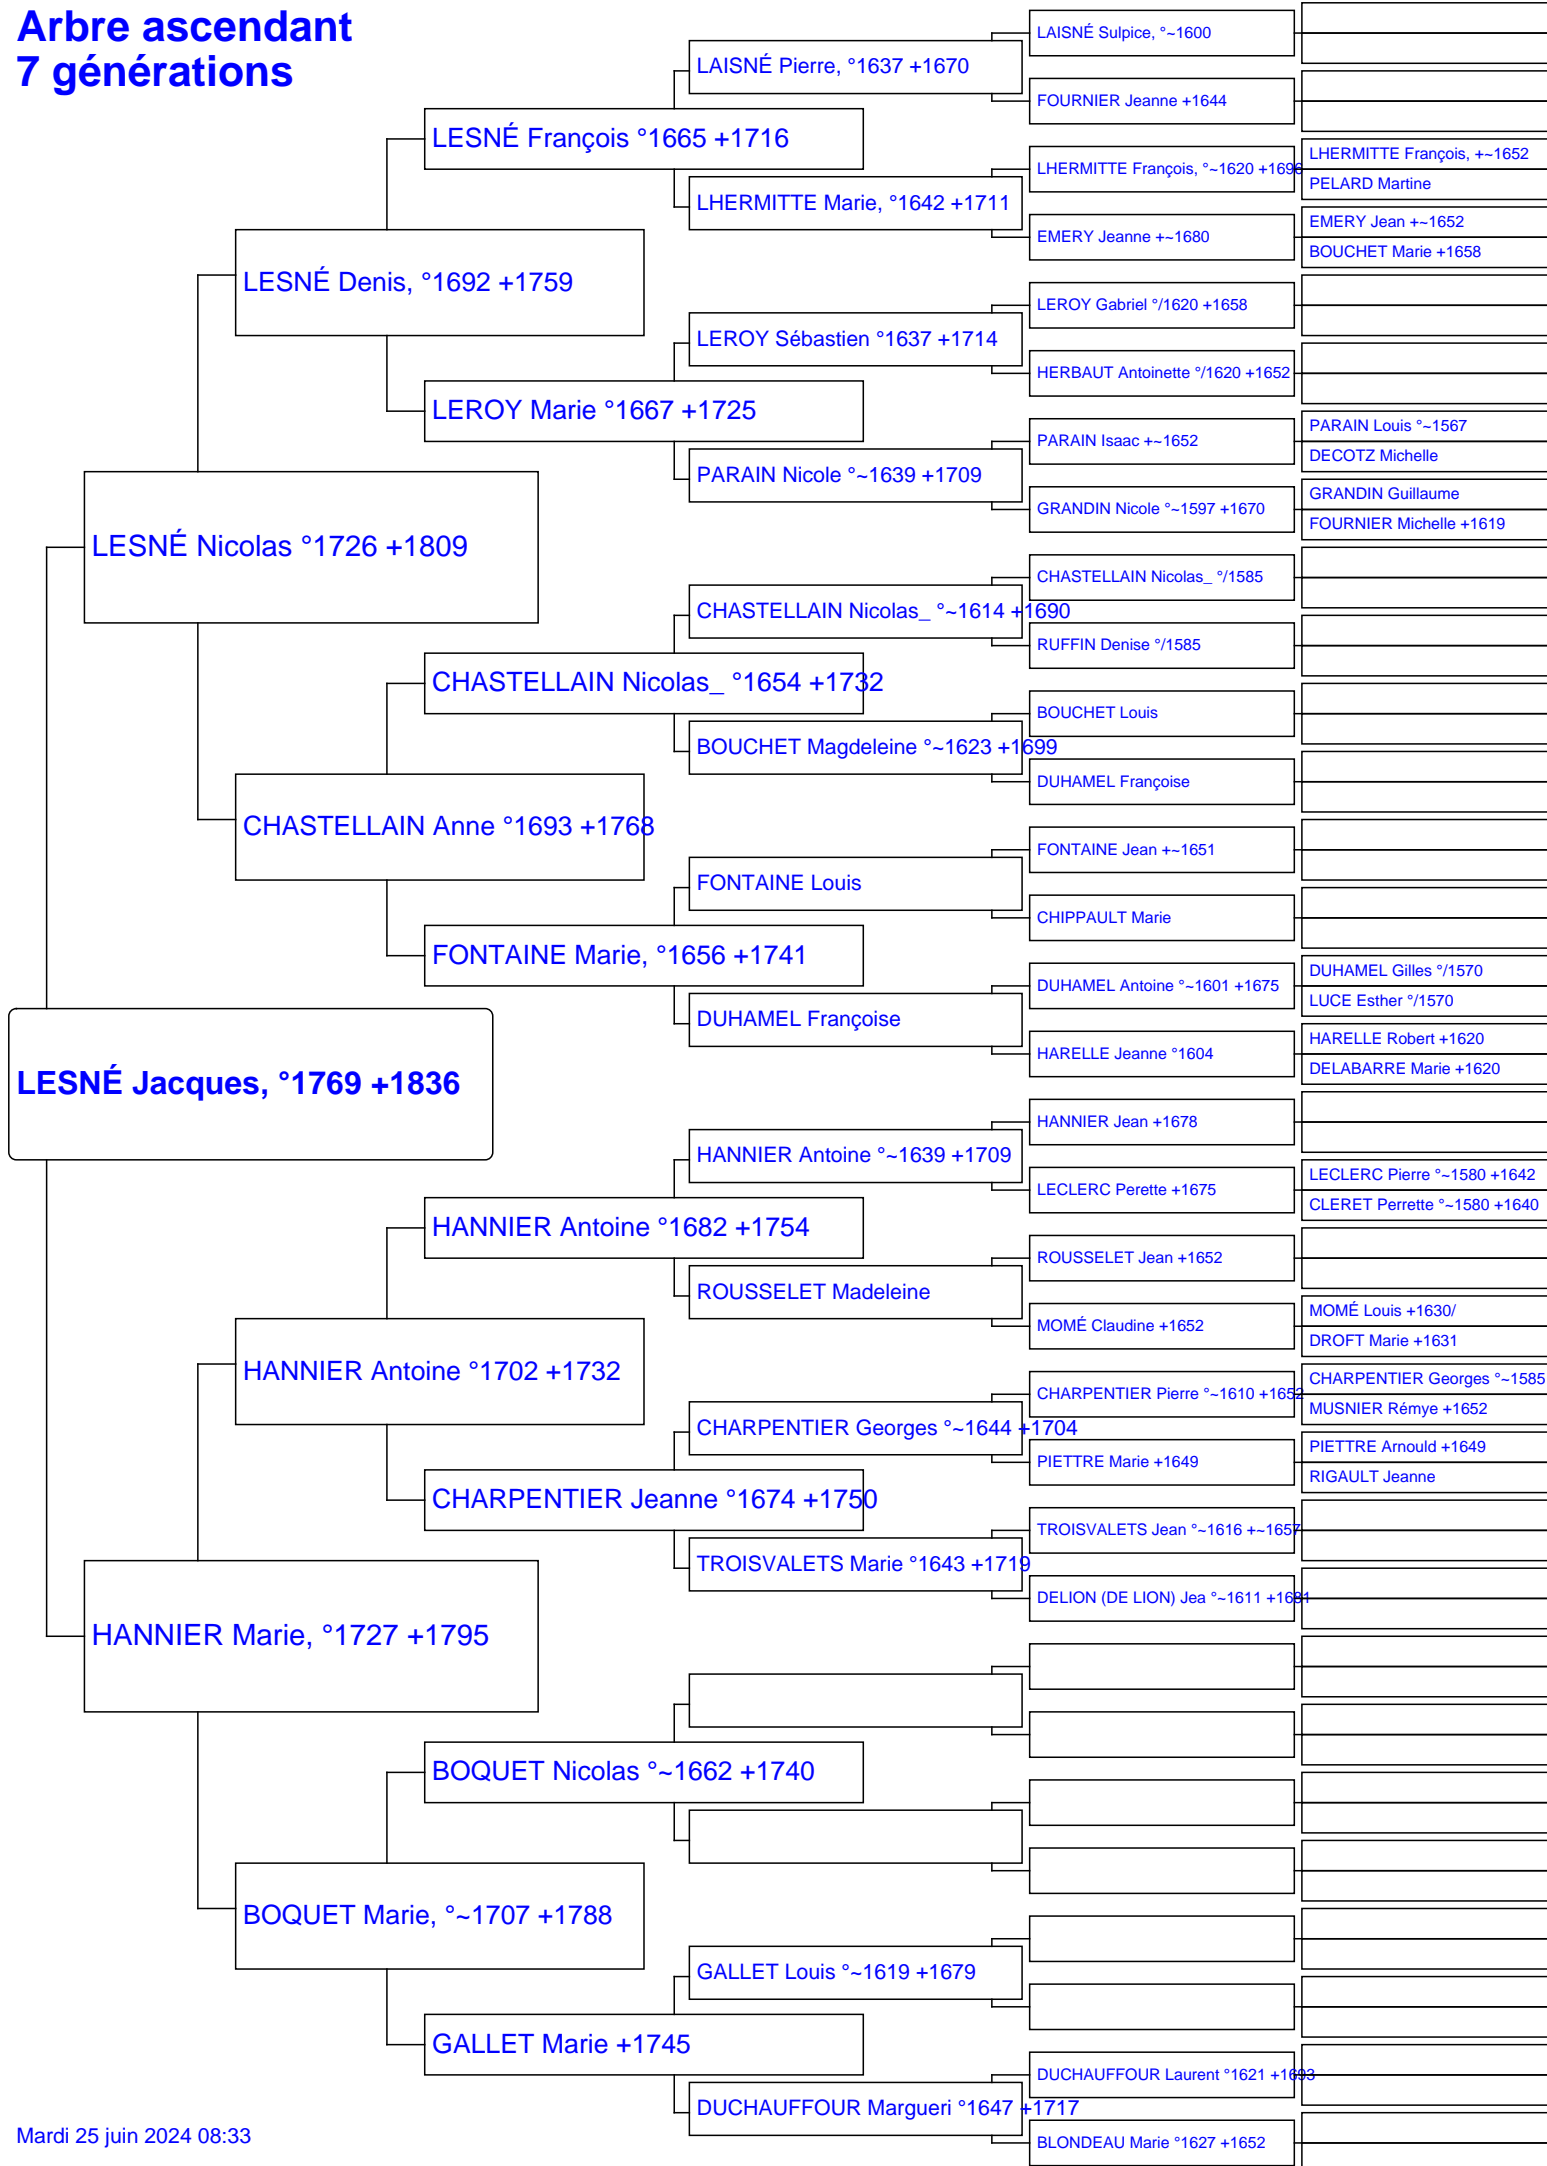 Arbre ascendant
7 générations
LESNÉ Jacques, °1769 +1836
LESNÉ Nicolas °1726 +1809
HANNIER Marie, °1727 +1795
LESNÉ Denis, °1692 +1759
CHASTELLAIN Anne °1693 +1768
HANNIER Antoine °1702 +1732
BOQUET Marie, °~1707 +1788
LESNÉ François °1665 +1716
LEROY Marie °1667 +1725
CHASTELLAIN Nicolas_ °1654 +1732
FONTAINE Marie, °1656 +1741
HANNIER Antoine °1682 +1754
CHARPENTIER Jeanne °1674 +1750
BOQUET Nicolas °~1662 +1740
GALLET Marie +1745
LAISNÉ Pierre, °1637 +1670
LHERMITTE Marie, °1642 +1711
LEROY Sébastien °1637 +1714
PARAIN Nicole °~1639 +1709
CHASTELLAIN Nicolas_ °~1614 +1690
BOUCHET Magdeleine °~1623 +1699
FONTAINE Louis
DUHAMEL Françoise
HANNIER Antoine °~1639 +1709
ROUSSELET Madeleine
CHARPENTIER Georges °~1644 +1704
TROISVALETS Marie °1643 +1719
GALLET Louis °~1619 +1679
DUCHAUFFOUR Margueri °1647 +1717
LAISNÉ Sulpice, °~1600
FOURNIER Jeanne +1644
LHERMITTE François, °~1620 +1696
EMERY Jeanne +~1680
LEROY Gabriel °/1620 +1658
HERBAUT Antoinette °/1620 +1652
PARAIN Isaac +~1652
GRANDIN Nicole °~1597 +1670
CHASTELLAIN Nicolas_ °/1585
RUFFIN Denise °/1585
BOUCHET Louis
DUHAMEL Françoise
FONTAINE Jean +~1651
CHIPPAULT Marie
DUHAMEL Antoine °~1601 +1675
HARELLE Jeanne °1604
HANNIER Jean +1678
LECLERC Perette +1675
ROUSSELET Jean +1652
MOMÉ Claudine +1652
CHARPENTIER Pierre °~1610 +1652
PIETTRE Marie +1649
TROISVALETS Jean °~1616 +~1657
DELION (DE LION) Jea °~1611 +1681
DUCHAUFFOUR Laurent °1621 +1693
BLONDEAU Marie °1627 +1652
LHERMITTE François, +~1652
PELARD Martine
EMERY Jean +~1652
BOUCHET Marie +1658
PARAIN Louis °~1567
DECOTZ Michelle
GRANDIN Guillaume
FOURNIER Michelle +1619
DUHAMEL Gilles °/1570
LUCE Esther °/1570
HARELLE Robert +1620
DELABARRE Marie +1620
LECLERC Pierre °~1580 +1642
CLERET Perrette °~1580 +1640
MOMÉ Louis +1630/
DROFT Marie +1631
CHARPENTIER Georges °~1585
MUSNIER Rémye +1652
PIETTRE Arnould +1649
RIGAULT Jeanne
Mardi 25 juin 2024 08:33